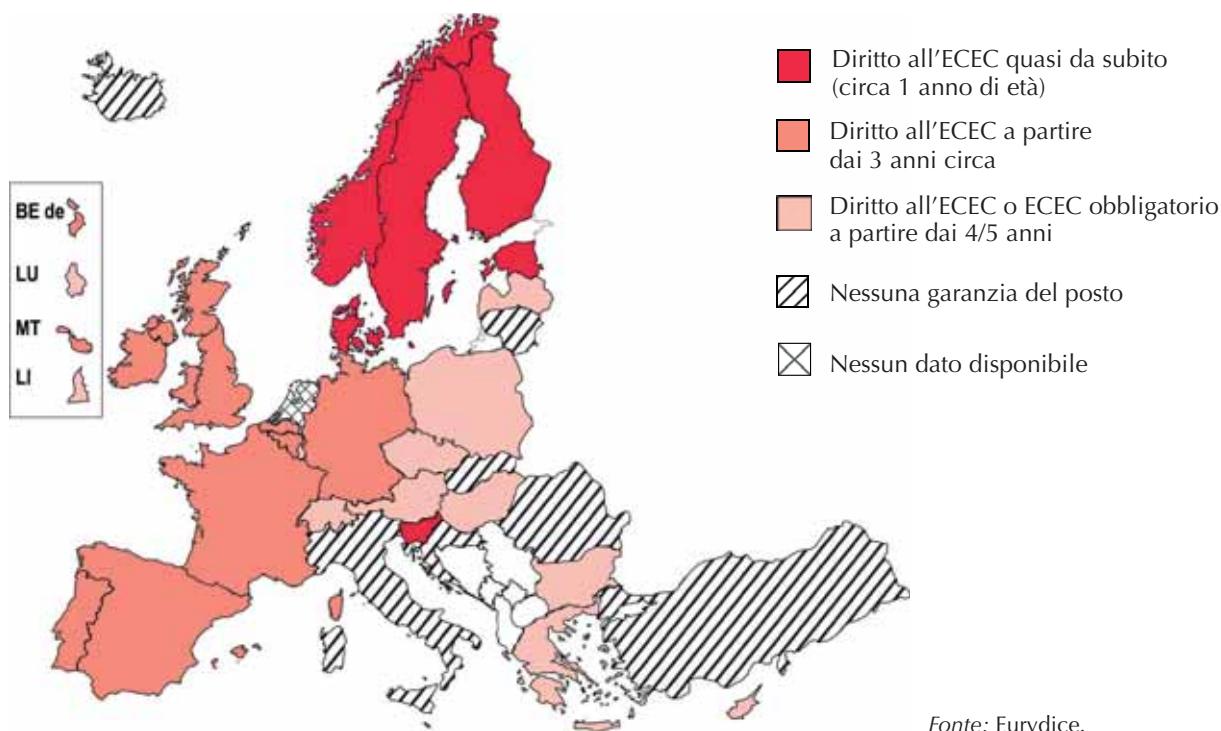 BE de
LU
MT
LI
Diritto all'ECEC quasi da subito
(circa 1 anno di età)
Diritto all'ECEC a partire
dai 3 anni circa
Diritto all'ECEC o ECEC obbligatorio
a partire dai 4/5 anni
Nessuna garanzia del posto
Nessun dato disponibile
Fonte: Eurydice.